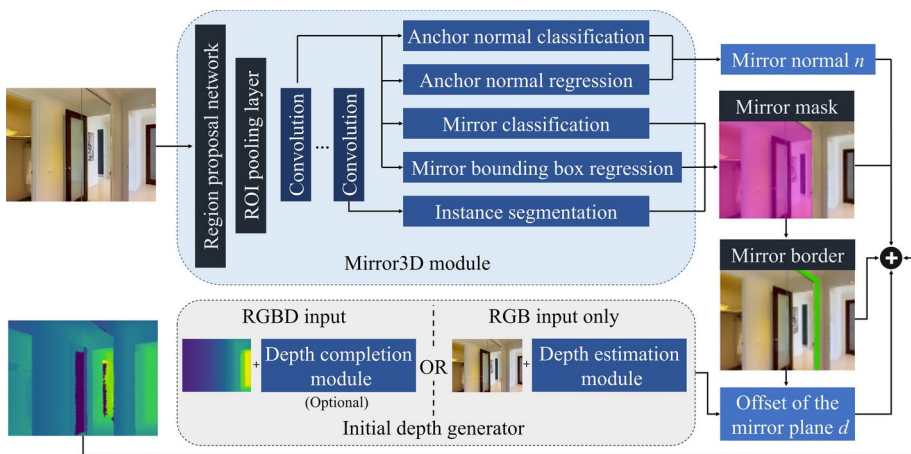 Region proposal network
ROI pooling layer
Convolution
...
Convolution
Anchor normal classification
Anchor normal regression
Mirror classification
Mirror bounding box regression
Instance segmentation
Mirror3D module
Mirror normal n
Mirror mask
Mirror border
+
RGBD input
+
Depth completion
module
(Optional)
OR
RGB input only
+
Depth estimation
module
Initial depth generator
Offset of the
mirror plane d